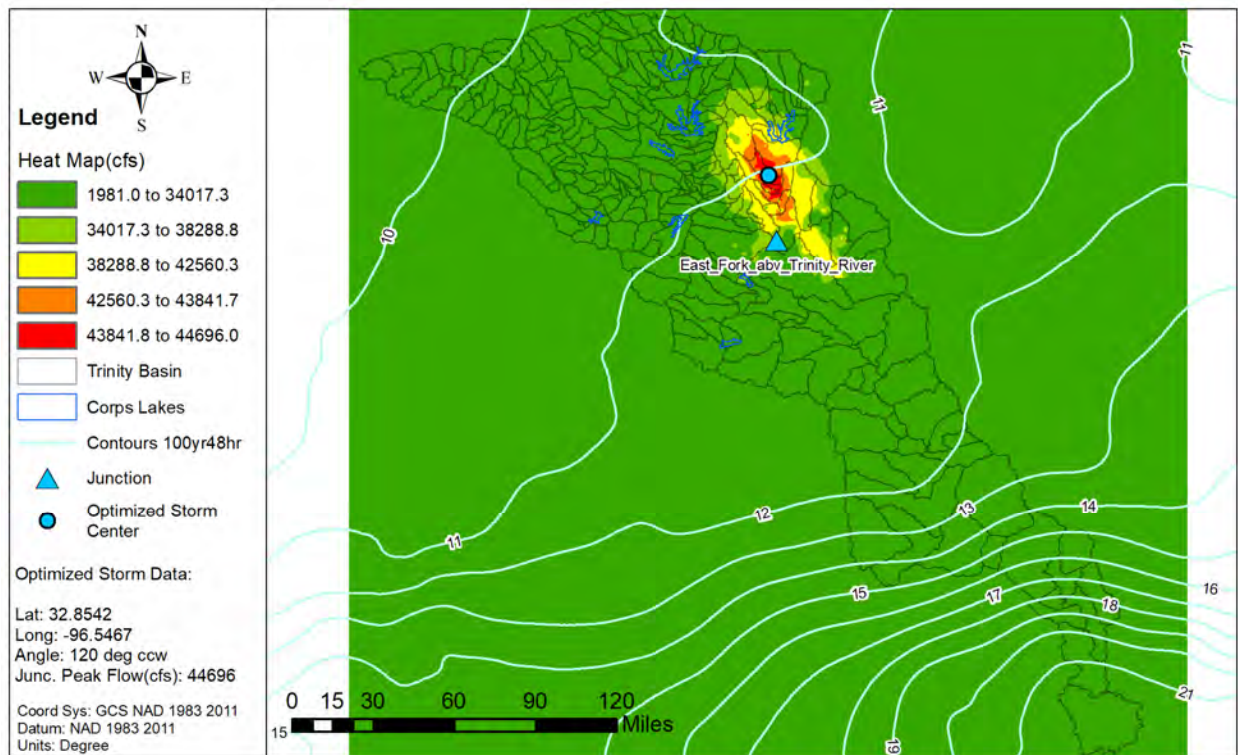 N
W E
S
Legend
Heat Map(cfs)
1981.0 to 34017.3
34017.3 to 38288.8
38288.8 to 42560.3
42560.3 to 43841.7
43841.8 to 44696.0
Trinity Basin
Corps Lakes
Contours 100yr48hr
Junction
Optimized Storm
Center
Optimized Storm Data:
Lat: 32.8542
Long: -96.5467
Angle: 120 deg ccw
Junc. Peak Flow(cfs): 44696
Coord Sys: GCS NAD 1983 2011
Datum: NAD 1983 2011
Units: Degree
11
11
10
East_Fork_abv_Trinity_River
11
12
13
14
15
16
17
18
19
21
15
0 15 30 60 90 120
Miles